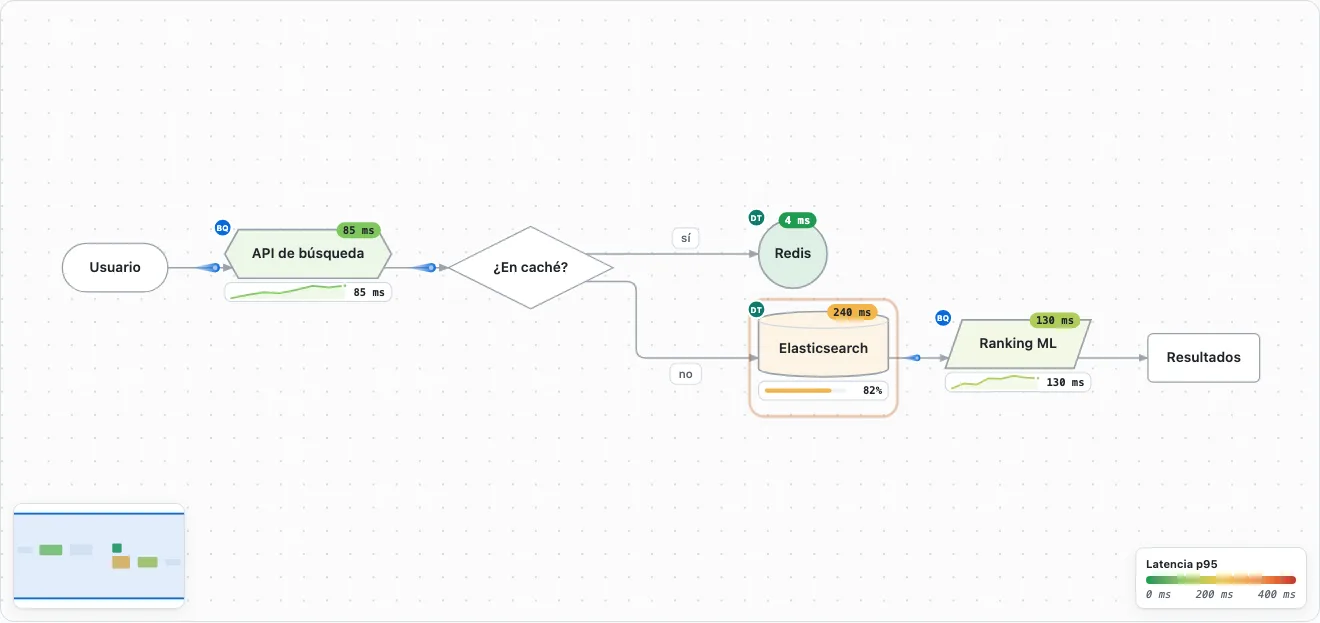 Usuario
BQ
85 ms
API de búsqueda
85 ms
¿En caché?
sí
no
DT
4 ms
Redis
DT
240 ms
Elasticsearch
82%
BQ
130 ms
Ranking ML
130 ms
Resultados
Latencia p95
0 ms 200 ms 400 ms